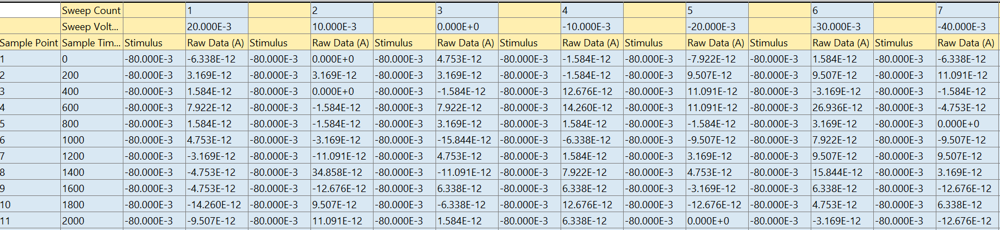 Sweep Count 1 2 3 4 5 6 7
Sweep Volt... 20.000E-3 10.000E-3 0.000E+0 -10.000E-3 -20.000E-3 -30.000E-3 -40.000E-3
Sample Point Sample Tim... Stimulus Raw Data (A) Stimulus Raw Data (A) Stimulus Raw Data (A) Stimulus Raw Data (A) Stimulus Raw Data (A) Stimulus Raw Data (A) Stimulus Raw Data (A)
1 0 -80.000E-3 -6.338E-12 -80.000E-3 0.000E+0 -80.000E-3 4.753E-12 -80.000E-3 -1.584E-12 -80.000E-3 -7.922E-12 -80.000E-3 1.584E-12 -80.000E-3 -6.338E-12
2 200 -80.000E-3 3.169E-12 -80.000E-3 3.169E-12 -80.000E-3 3.169E-12 -80.000E-3 -1.584E-12 -80.000E-3 9.507E-12 -80.000E-3 9.507E-12 -80.000E-3 11.091E-12
3 400 -80.000E-3 1.584E-12 -80.000E-3 0.000E+0 -80.000E-3 -1.584E-12 -80.000E-3 12.676E-12 -80.000E-3 11.091E-12 -80.000E-3 -3.169E-12 -80.000E-3 -1.584E-12
4 600 -80.000E-3 7.922E-12 -80.000E-3 -1.584E-12 -80.000E-3 7.922E-12 -80.000E-3 14.260E-12 -80.000E-3 11.091E-12 -80.000E-3 26.936E-12 -80.000E-3 -4.753E-12
5 800 -80.000E-3 1.584E-12 -80.000E-3 -1.584E-12 -80.000E-3 3.169E-12 -80.000E-3 1.584E-12 -80.000E-3 -1.584E-12 -80.000E-3 3.169E-12 -80.000E-3 0.000E+0
6 1000 -80.000E-3 4.753E-12 -80.000E-3 -3.169E-12 -80.000E-3 -15.844E-12 -80.000E-3 -6.338E-12 -80.000E-3 -9.507E-12 -80.000E-3 7.922E-12 -80.000E-3 -9.507E-12
7 1200 -80.000E-3 -3.169E-12 -80.000E-3 -11.091E-12 -80.000E-3 4.753E-12 -80.000E-3 1.584E-12 -80.000E-3 3.169E-12 -80.000E-3 9.507E-12 -80.000E-3 9.507E-12
8 1400 -80.000E-3 -4.753E-12 -80.000E-3 34.858E-12 -80.000E-3 -11.091E-12 -80.000E-3 7.922E-12 -80.000E-3 4.753E-12 -80.000E-3 15.844E-12 -80.000E-3 3.169E-12
9 1600 -80.000E-3 -4.753E-12 -80.000E-3 -12.676E-12 -80.000E-3 6.338E-12 -80.000E-3 6.338E-12 -80.000E-3 -3.169E-12 -80.000E-3 6.338E-12 -80.000E-3 -12.676E-12
10 1800 -80.000E-3 -14.260E-12 -80.000E-3 9.507E-12 -80.000E-3 -6.338E-12 -80.000E-3 12.676E-12 -80.000E-3 -12.676E-12 -80.000E-3 4.753E-12 -80.000E-3 6.338E-12
11 2000 -80.000E-3 -9.507E-12 -80.000E-3 11.091E-12 -80.000E-3 1.584E-12 -80.000E-3 6.338E-12 -80.000E-3 0.000E+0 -80.000E-3 -3.169E-12 -80.000E-3 -12.676E-12